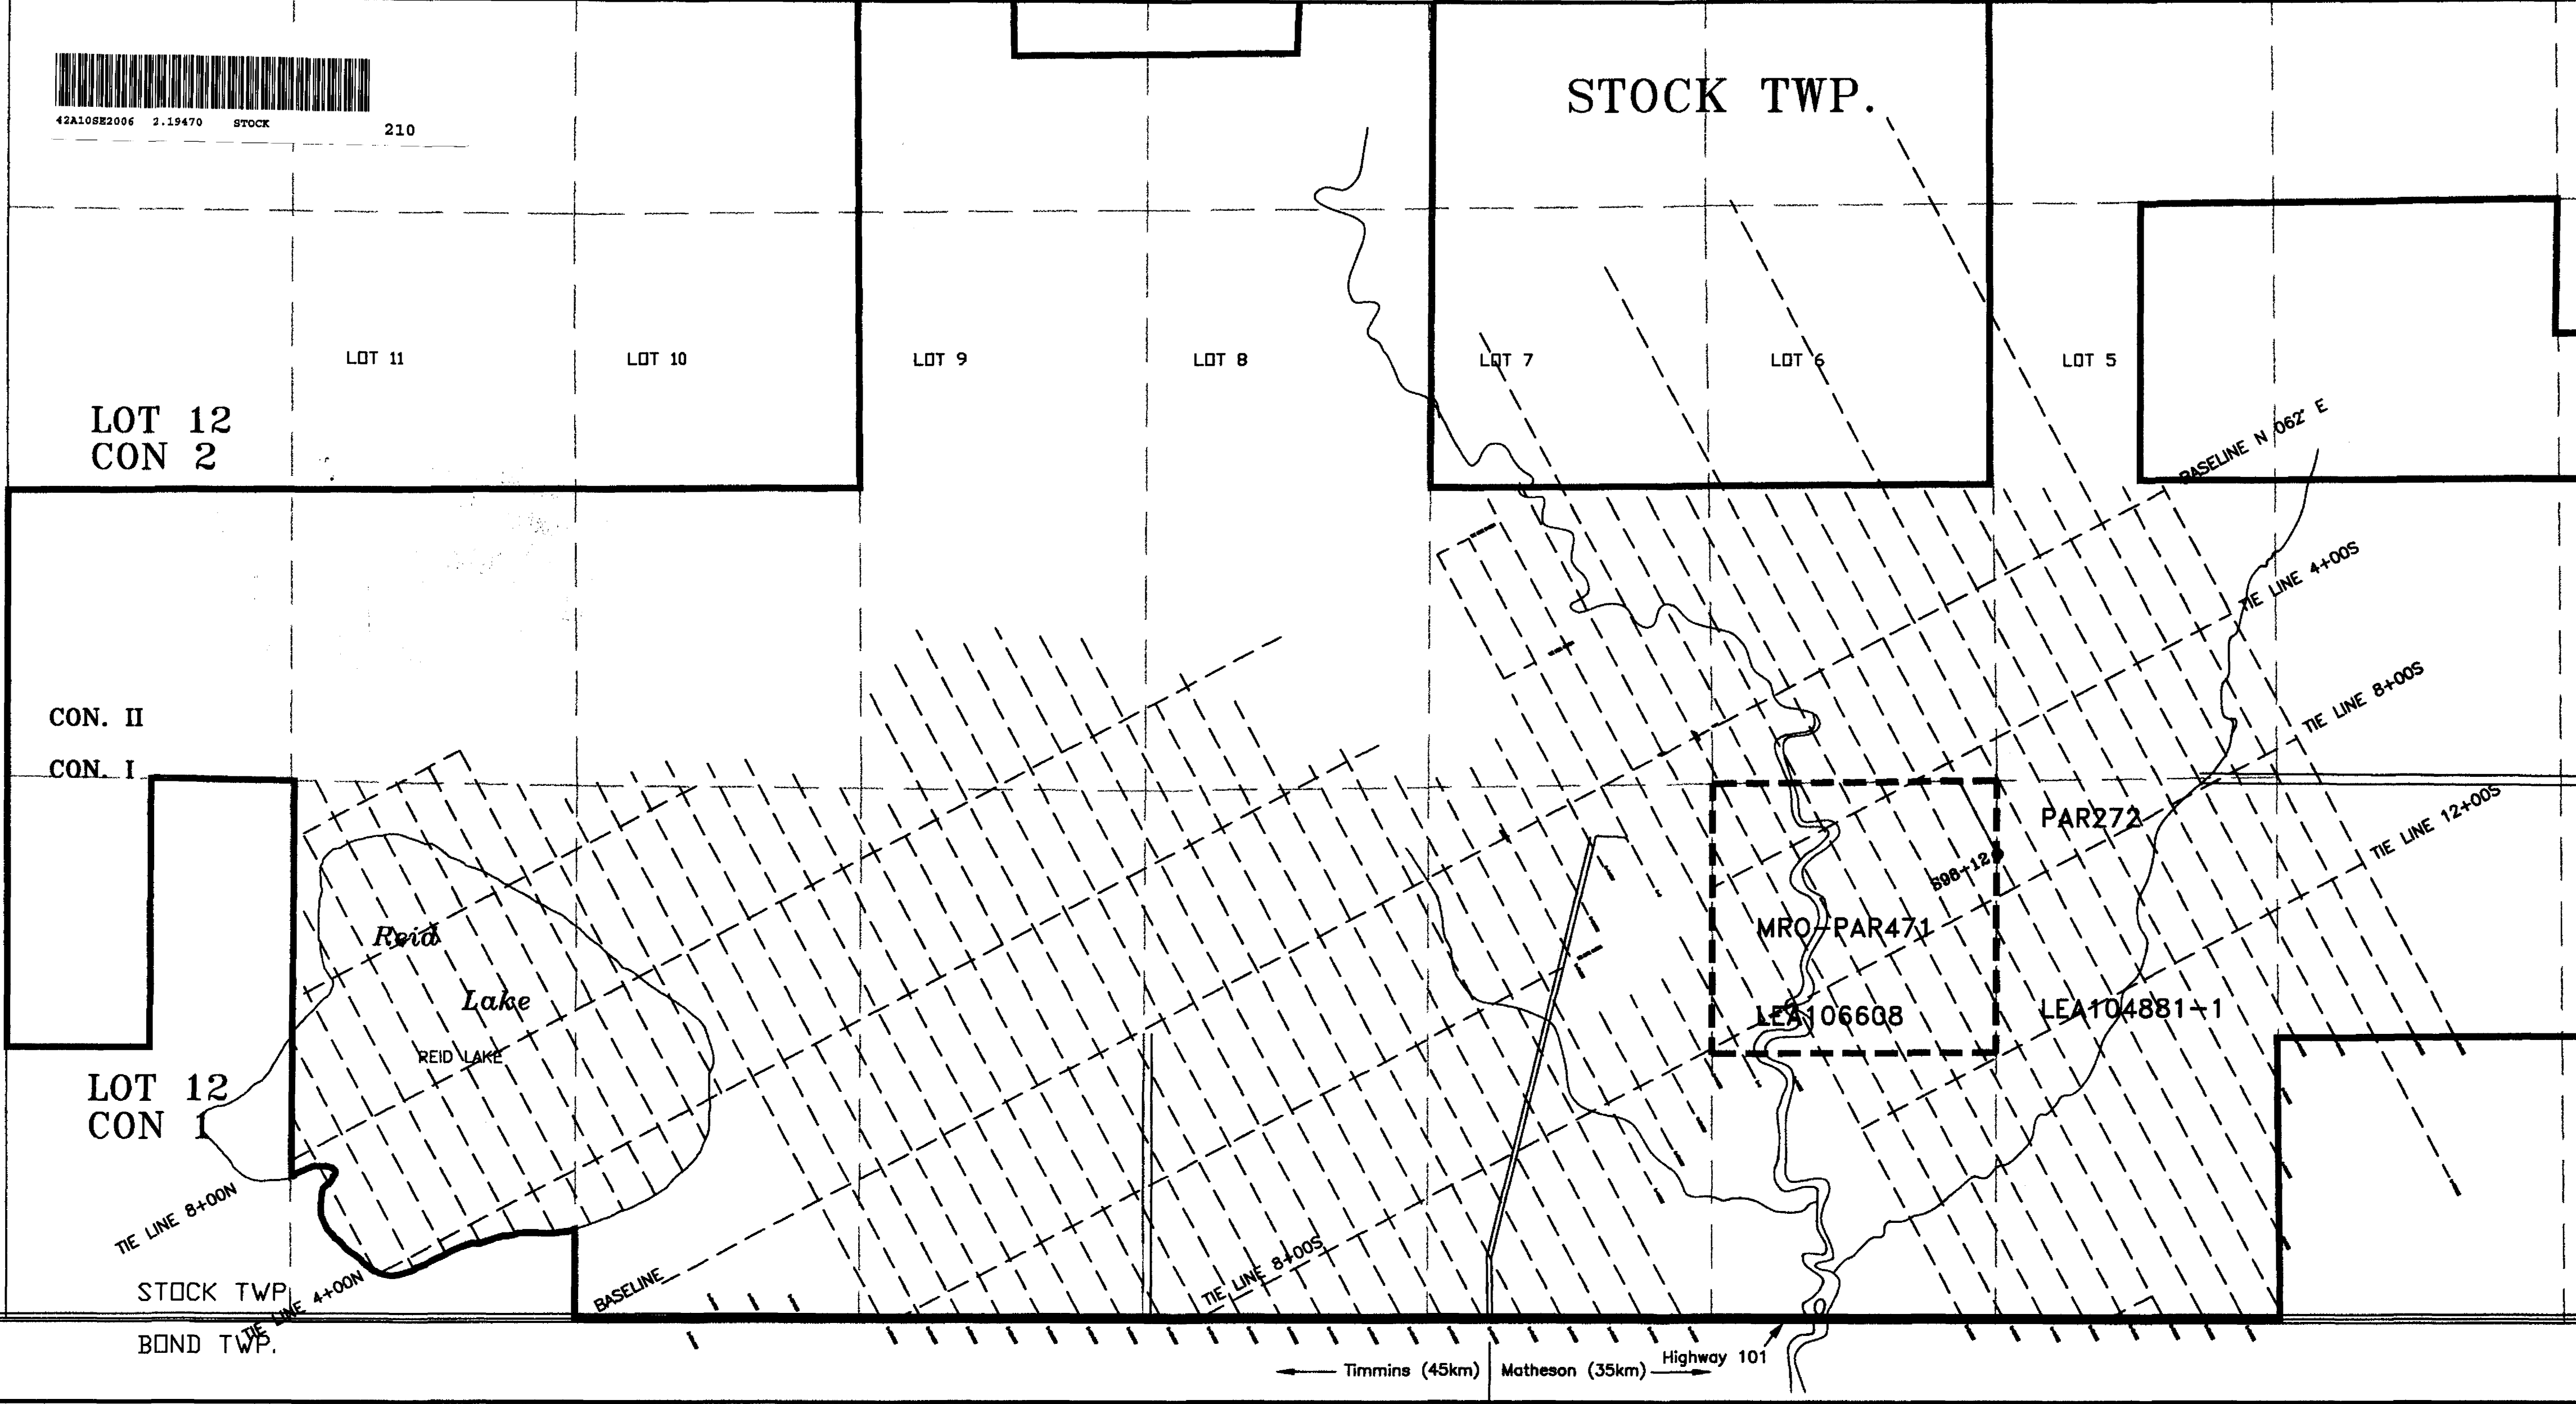 STOCK TWP.
42A10SE2006 2.19470 STOCK
210
LOT 11
LOT 10
LOT 9
LOT 8
LOT 7
LOT 6
LOT 5
LOT 12
CON 2
BASELINE N 062° E
TIE LINE 4+00S
TIE LINE 8+00S
TIE LINE 12+00S
CON. II
CON. I
PAR272
S98-12
MRO-PAR471
LEA106608
LEA104881-1
Reid
Lake
REID LAKE
LOT 12
CON 1
TIE LINE 8+00N
TIE LINE 4+00N
BASELINE
TIE LINE 8+00S
STOCK TWP.
BOND TWP.
Timmins (45km)
Matheson (35km)
Highway 101